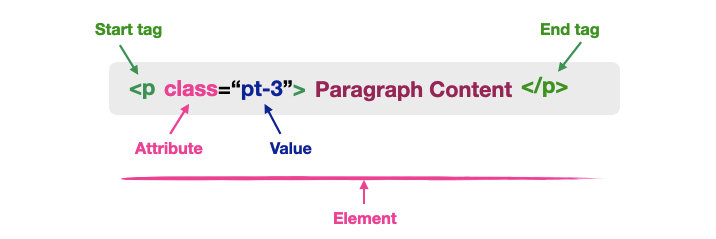 Start tag
End tag
<p class=“pt-3”> Paragraph Content </p>
Attribute
Value
Element